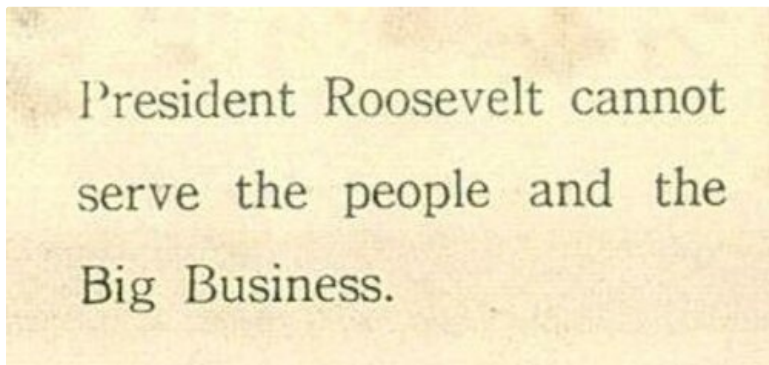 President Roosevelt cannot
serve the people and the
Big Business.